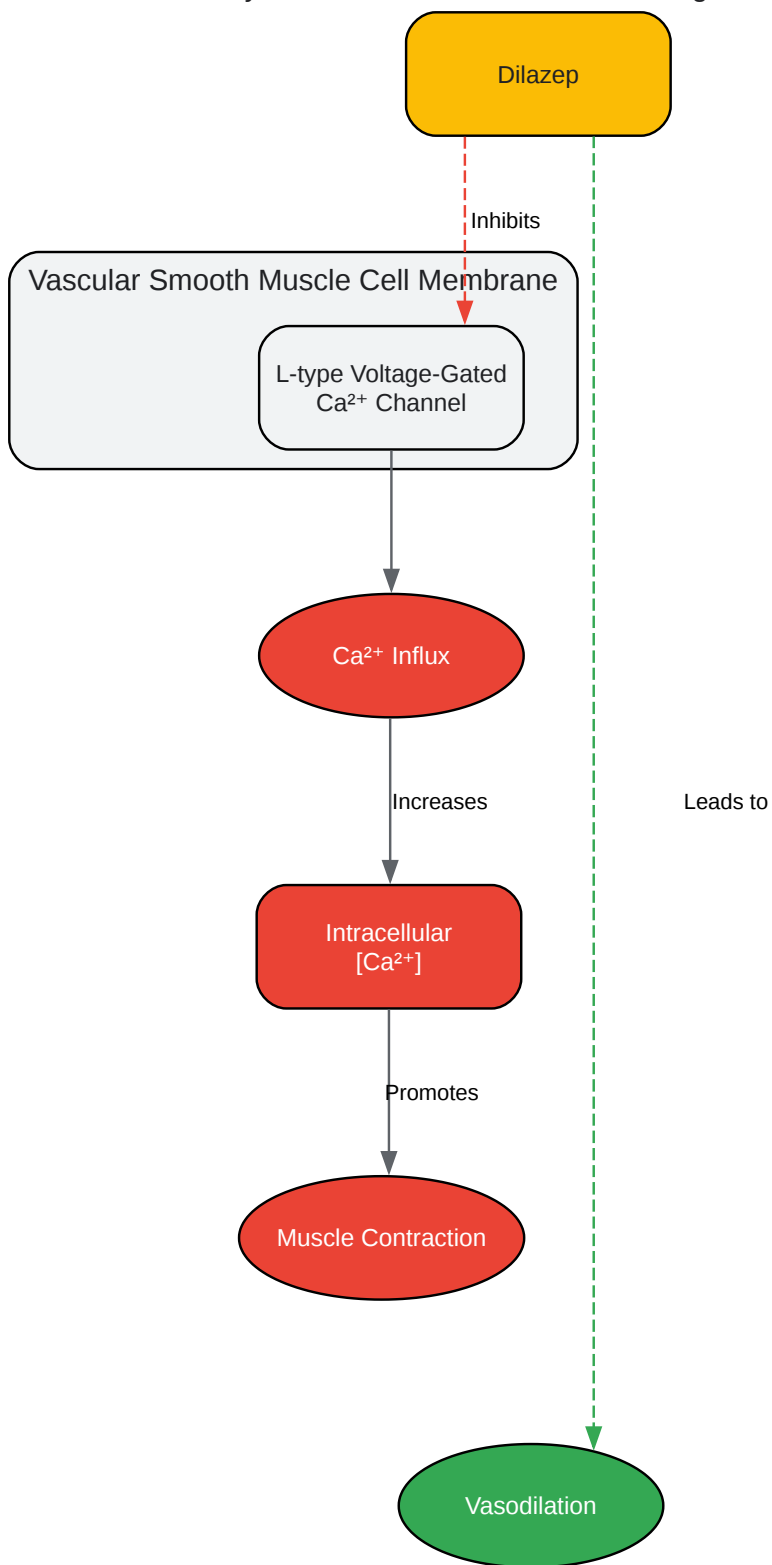 Dilazep
Inhibits
Vascular Smooth Muscle Cell Membrane
L-type Voltage-Gated
Ca²⁺ Channel
Ca²⁺ Influx
Increases
Leads to
Intracellular
[Ca²⁺]
Promotes
Muscle Contraction
Vasodilation